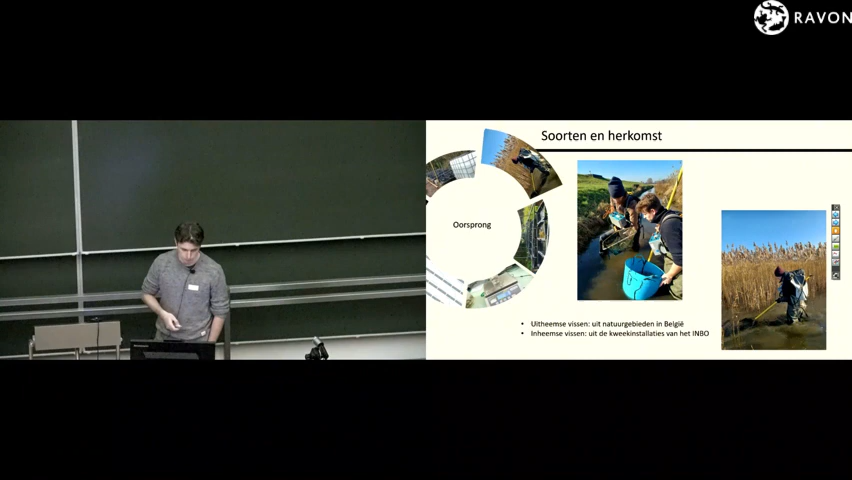 RAVON
Soorten en herkomst
Oorsprong
• Uitheemse vissen: uit natuurgebieden in België
• Inheemse vissen: uit de kweekinstallaties van het INBO